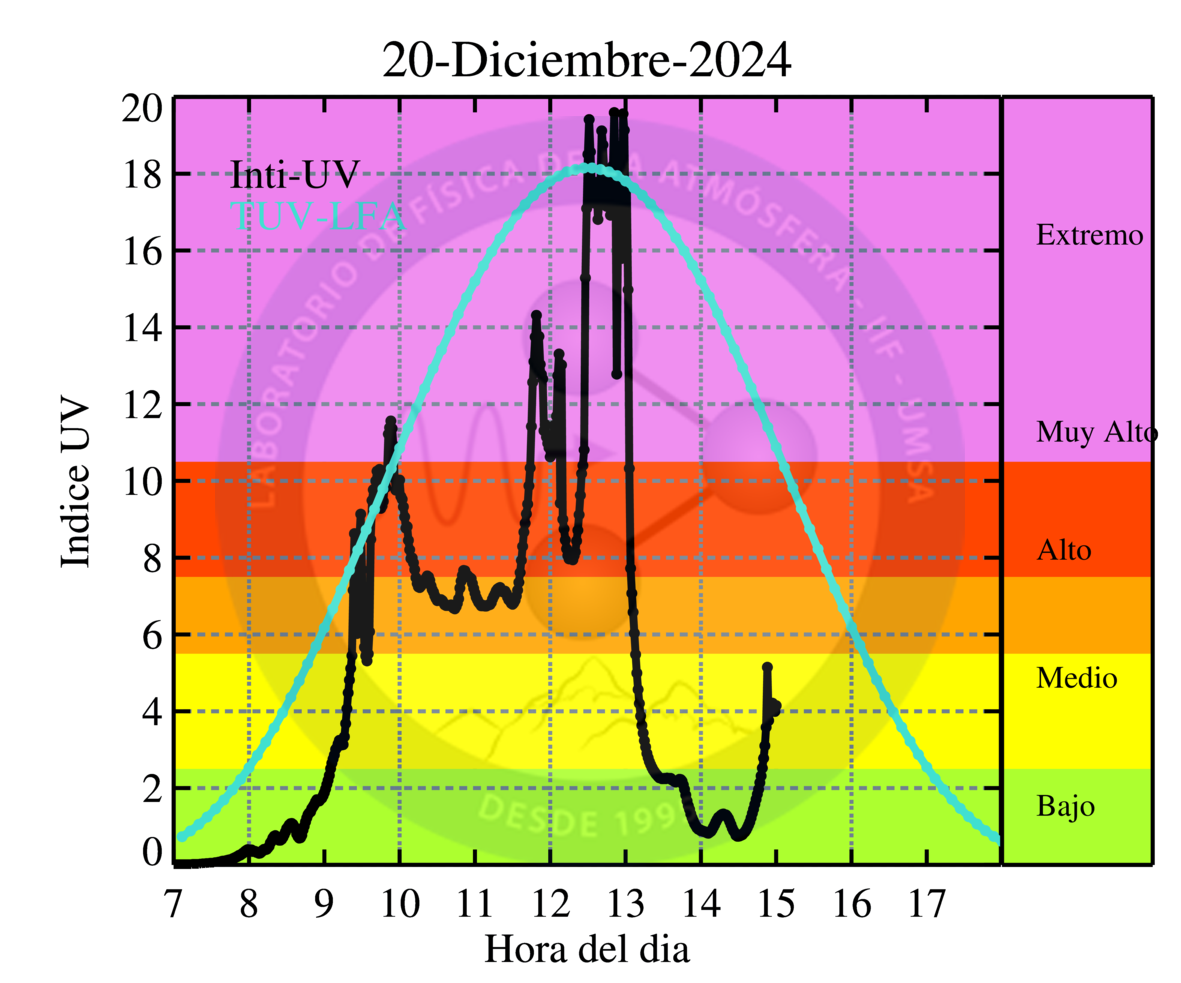 20-Diciembre-2024
20
18
16
14
12
10
8
6
4
2
0
Indice UV
Inti-UV
TUV-LFA
LABORATORIO DE FÍSICA DE LA ATMÓSFERA - IIF - UMSA
DESDE 199
Extremo
Muy Alto
Alto
Medio
Bajo
7 8 9 10 11 12 13 14 15 16 17
Hora del dia